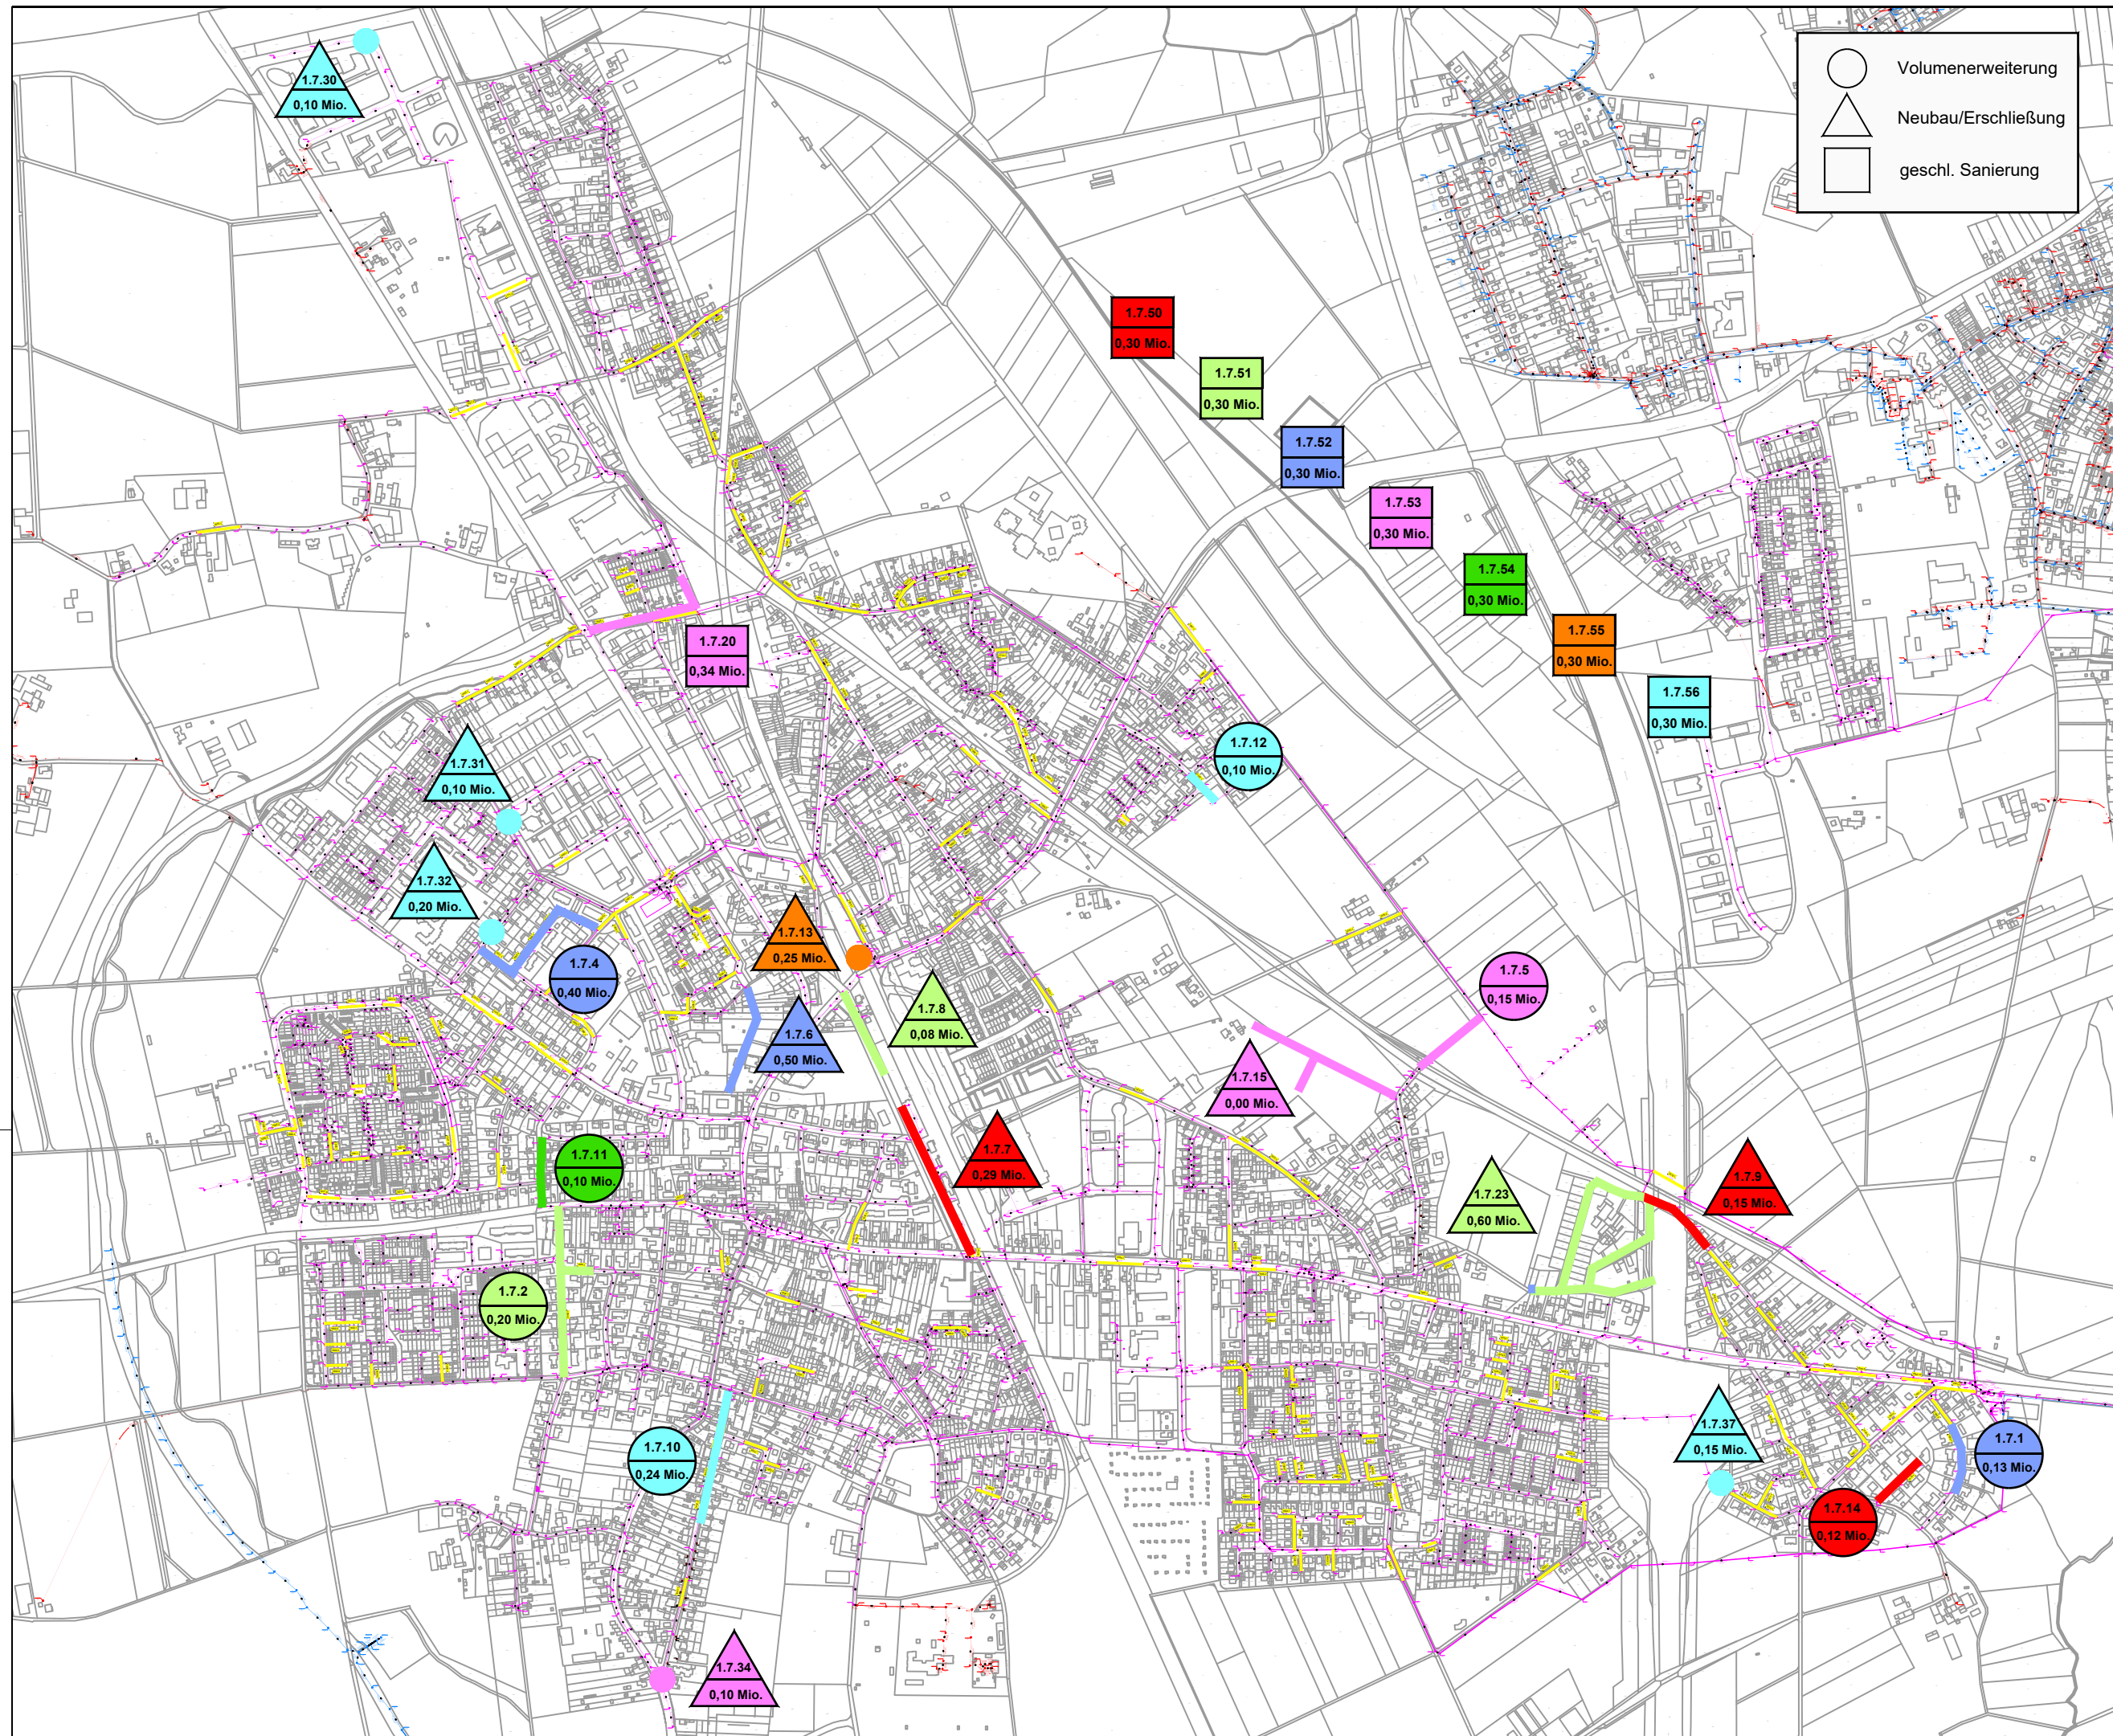 Volumenerweiterung
Neubau/Erschließung
geschl. Sanierung
1.7.30
0,10 Mio.
1.7.50
0,30 Mio.
1.7.51
0,30 Mio.
1.7.52
0,30 Mio.
1.7.53
0,30 Mio.
1.7.54
0,30 Mio.
1.7.55
0,30 Mio.
1.7.20
0,34 Mio.
1.7.56
0,30 Mio.
1.7.12
0,10 Mio.
1.7.31
0,10 Mio.
1.7.32
0,20 Mio.
1.7.13
0,25 Mio.
1.7.4
0,40 Mio.
1.7.5
0,15 Mio.
1.7.8
0,08 Mio.
1.7.6
0,50 Mio.
1.7.15
0,00 Mio.
1.7.7
0,29 Mio.
1.7.11
0,10 Mio.
1.7.9
0,15 Mio.
1.7.23
0,60 Mio.
1.7.2
0,20 Mio.
1.7.37
0,15 Mio.
1.7.1
0,13 Mio.
1.7.10
0,24 Mio.
1.7.14
0,12 Mio.
1.7.34
0,10 Mio.